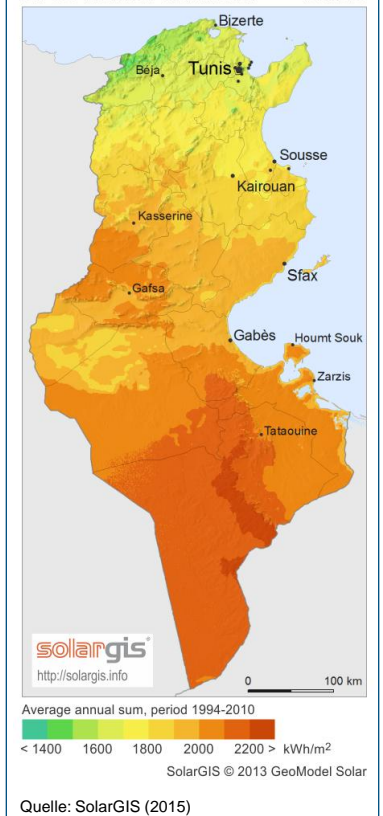 Bizerte
Béja
Tunis
Sousse
Kairouan
Kasserine
Sfax
Gafsa
Gabès
Houmt Souk
Zarzis
Tataouine
solargis
http://solargis.info
0 100 km
Average annual sum, period 1994-2010
< 1400 1600 1800 2000 2200 > kWh/m²
SolarGIS © 2013 GeoModel Solar
Quelle: SolarGIS (2015)